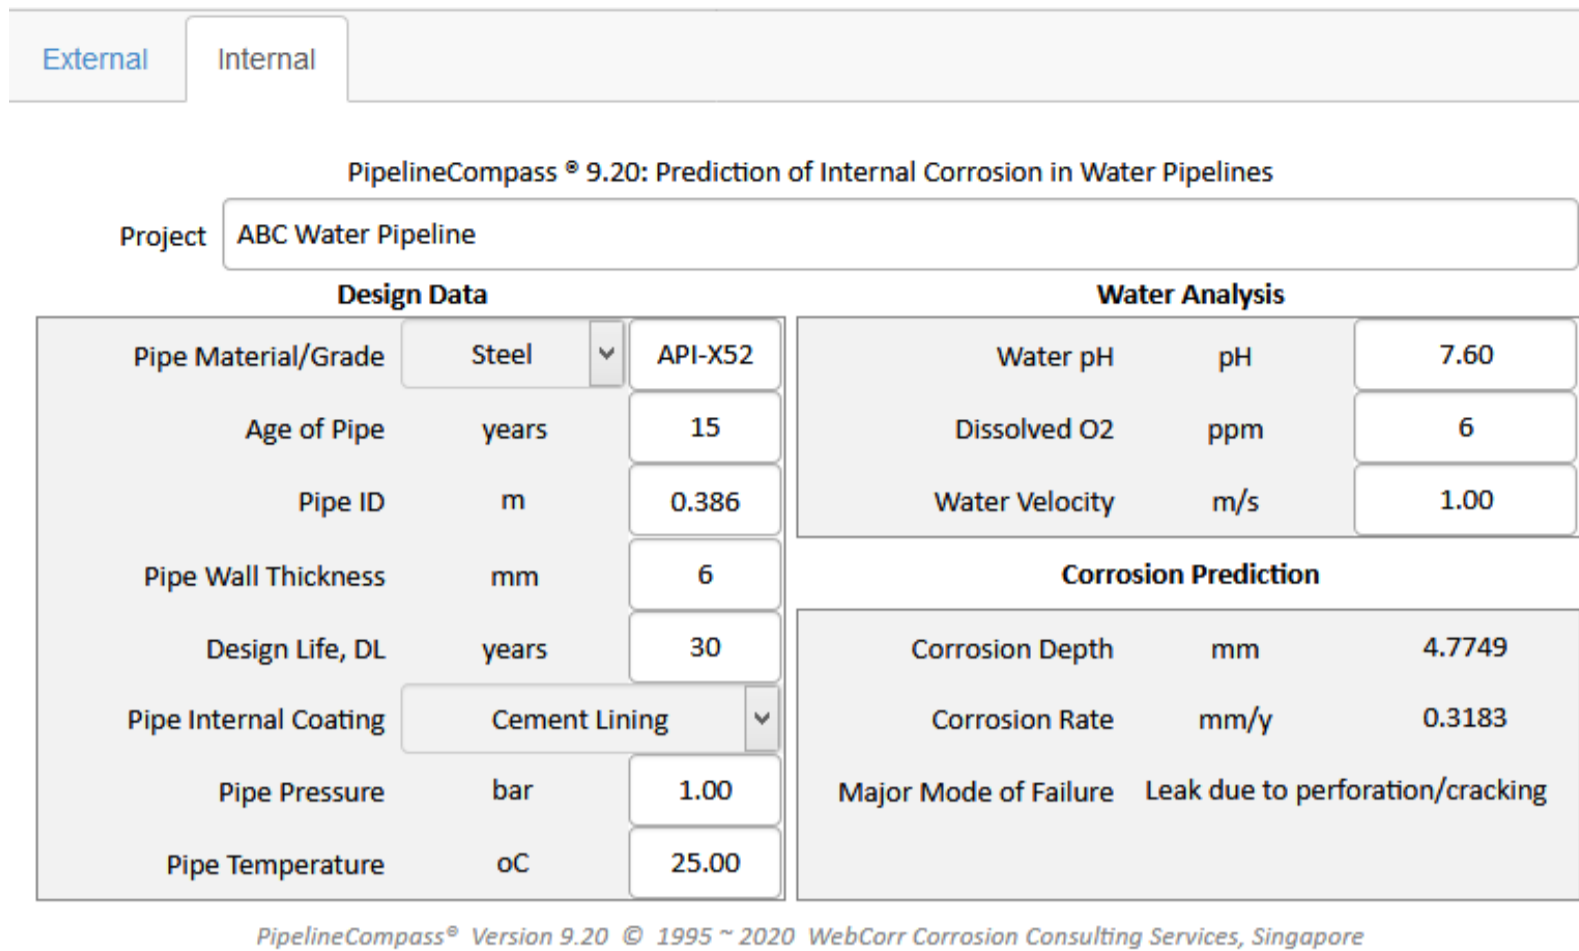 External Internal
PipelineCompass ® 9.20: Prediction of Internal Corrosion in Water Pipelines
Project ABC Water Pipeline
Design Data
Pipe Material/Grade Steel API-X52
Age of Pipe years 15
Pipe ID m 0.386
Pipe Wall Thickness mm 6
Design Life, DL years 30
Pipe Internal Coating Cement Lining
Pipe Pressure bar 1.00
Pipe Temperature oC 25.00
Water Analysis
Water pH pH 7.60
Dissolved O2 ppm 6
Water Velocity m/s 1.00
Corrosion Prediction
Corrosion Depth mm 4.7749
Corrosion Rate mm/y 0.3183
Major Mode of Failure Leak due to perforation/cracking
PipelineCompass® Version 9.20 © 1995 ~ 2020 WebCorr Corrosion Consulting Services, Singapore